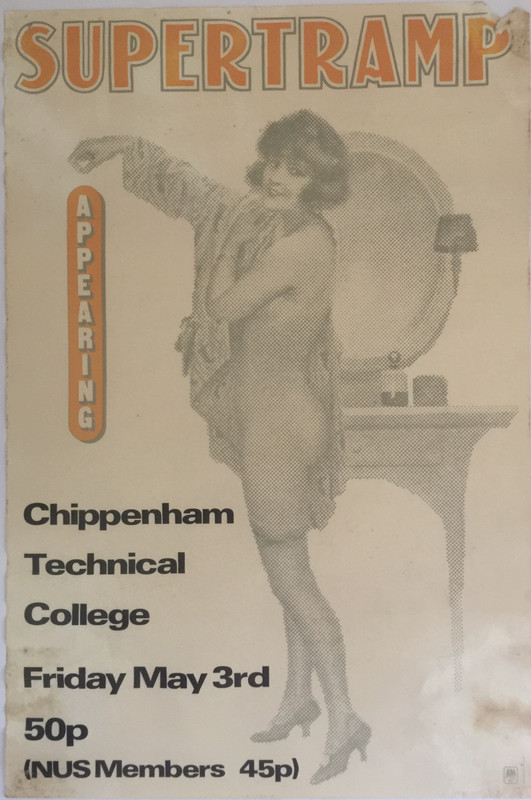 SUPERTRAMP
APPEARING
Chippenham
Technical
College
Friday May 3rd
50p
(NUS Members 45p)